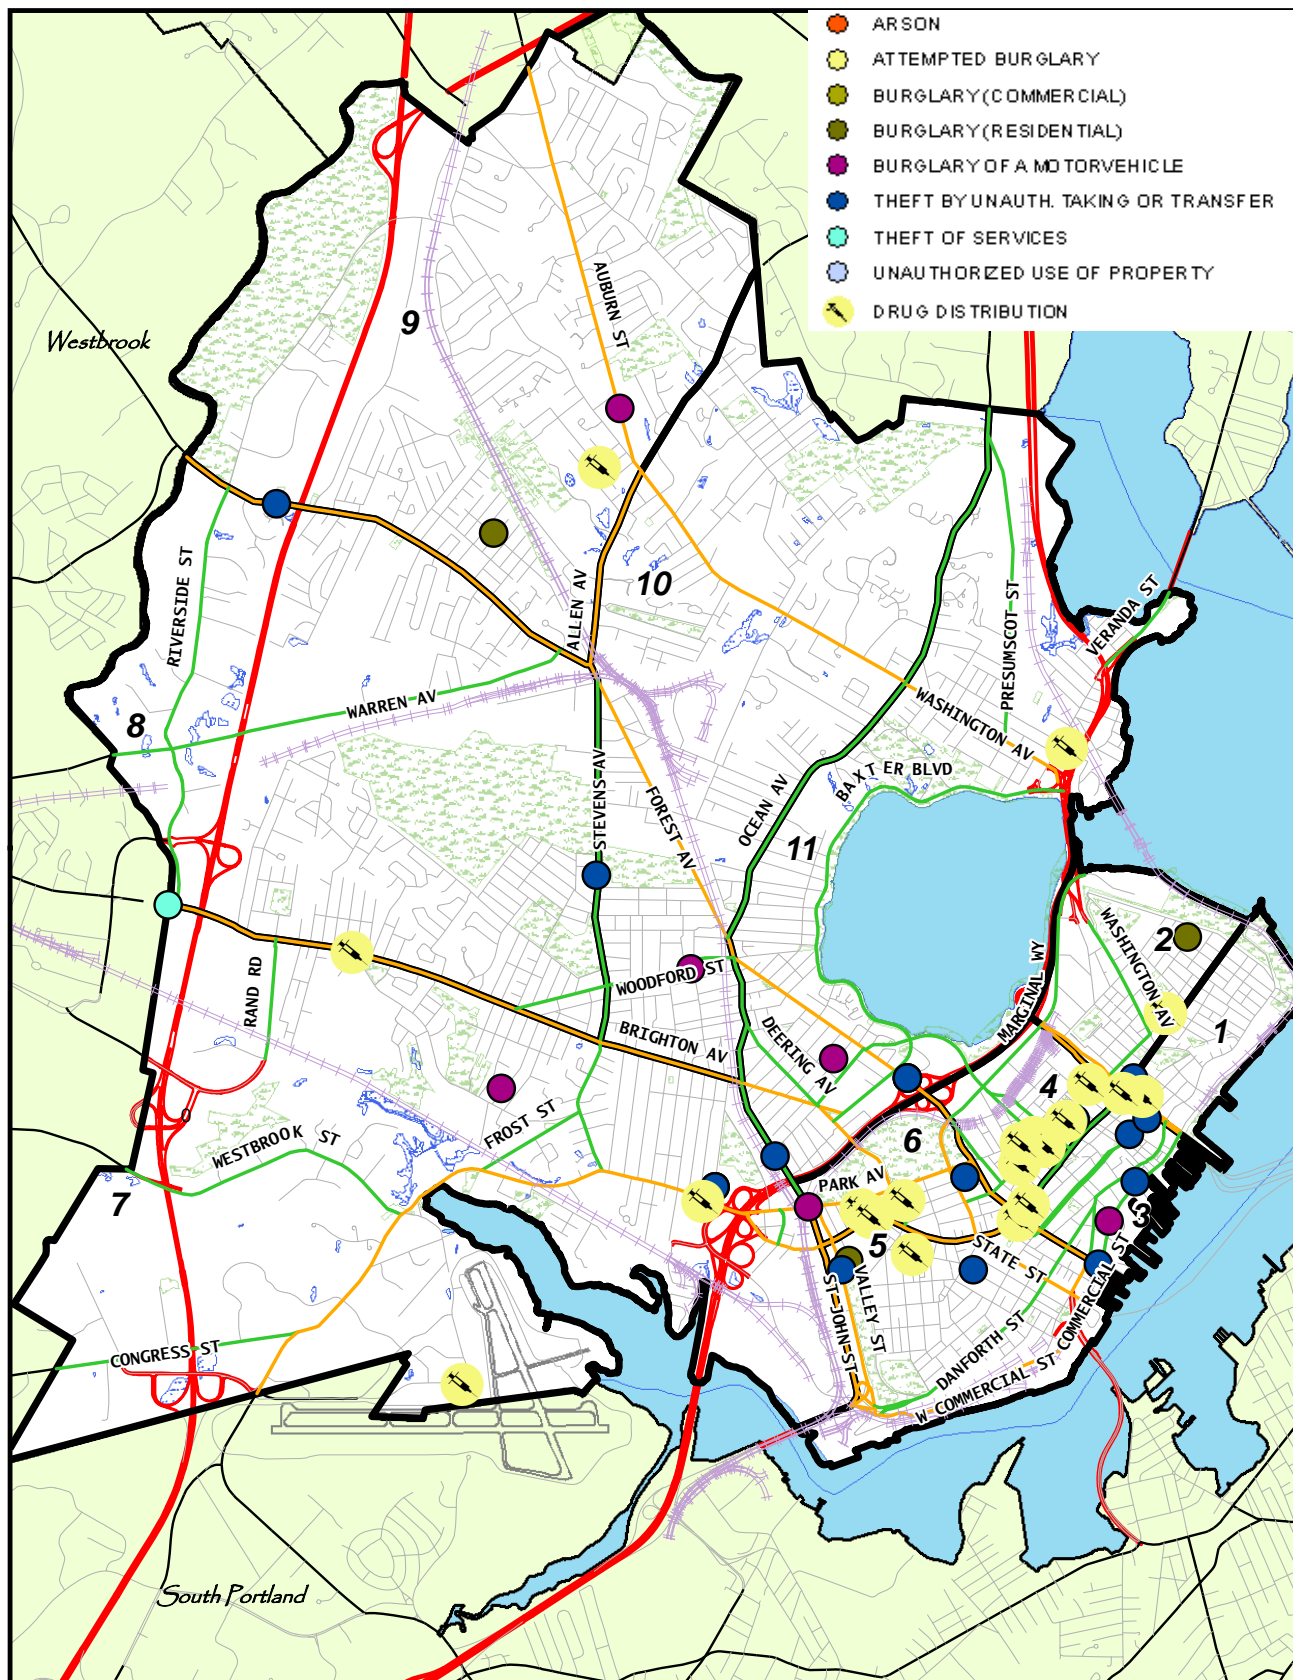 ARSON
ATTEMPTED BURGLARY
BURGLARY (COMMERCIAL)
BURGLARY (RESIDENTIAL)
BURGLARY OF A MOTOR VEHICLE
THEFT BY UNAUTH. TAKING OR TRANSFER
THEFT OF SERVICES
UNAUTHORIZED USE OF PROPERTY
DRUG DISTRIBUTION
Westbrook
9
AUBURN ST
10
ALLEN AV
RIVERSIDE ST
PRESUMSCOT ST
VERANDA ST
WARREN AV
8
WASHINGTON AV
BAXTER BLVD
STEVENS AV
FOREST AV
OCEAN AV
11
2
WASHINGTON AV
MARGINAL WY
1
RAND RD
WOODFORD ST
BRIGHTON AV
DEERING AV
4
FROST ST
6
WESTBROOK ST
7
PARK AV
3
5
STATE ST
ST JOHN ST
VALLEY ST
COMMERCIAL ST
DANFORTH ST
W COMMERCIAL ST
CONGRESS ST
South Portland